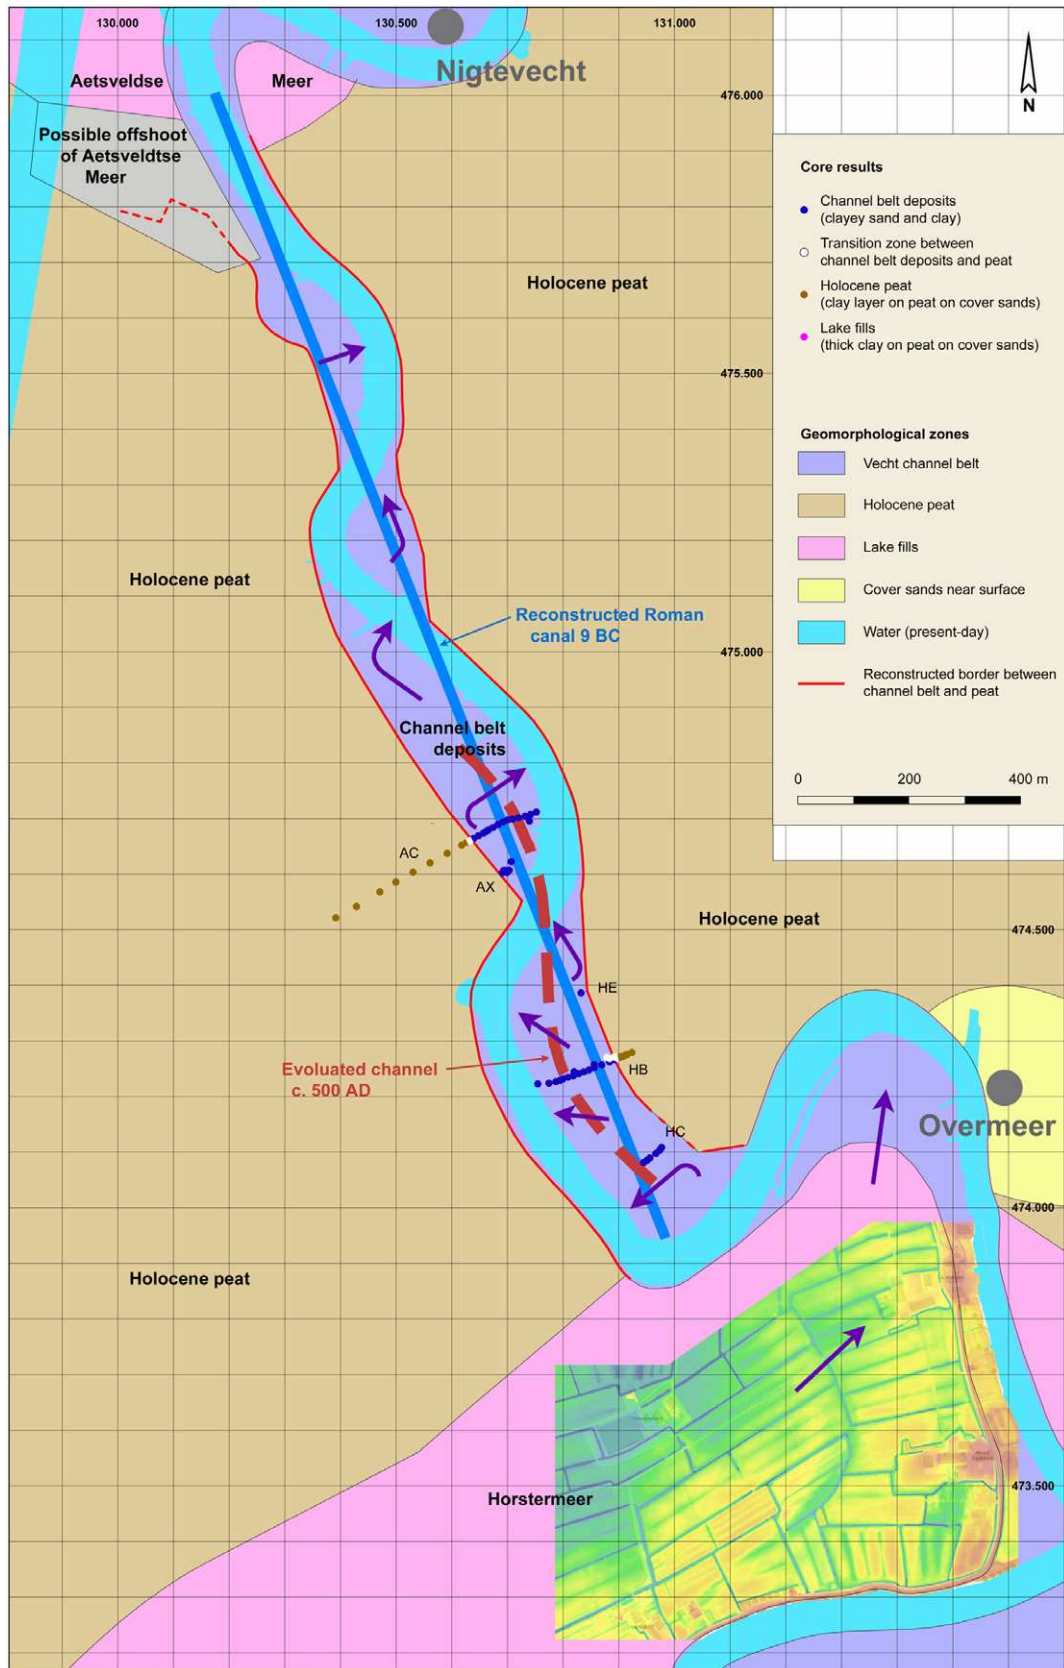 130.000
130.500
131.000
Nigtevecht
Aetsveldse
Meer
476.000
N
Possible offshoot
of Aetsveldtse
Meer
Holocene peat
475.500
Core results
Channel belt deposits
(clayey sand and clay)
Transition zone between
channel belt deposits and peat
Holocene peat
(clay layer on peat on cover sands)
Lake fills
(thick clay on peat on cover sands)
Geomorphological zones
Vecht channel belt
Holocene peat
Lake fills
Cover sands near surface
Water (present-day)
Reconstructed border between
channel belt and peat
0
200
400 m
Holocene peat
Reconstructed Roman
canal 9 BC
475.000
Channel belt
deposits
AC
AX
Holocene peat
474.500
HE
Evoluated channel
c. 500 AD
HB
HC
Overmeer
474.000
Holocene peat
Horstermeer
473.500